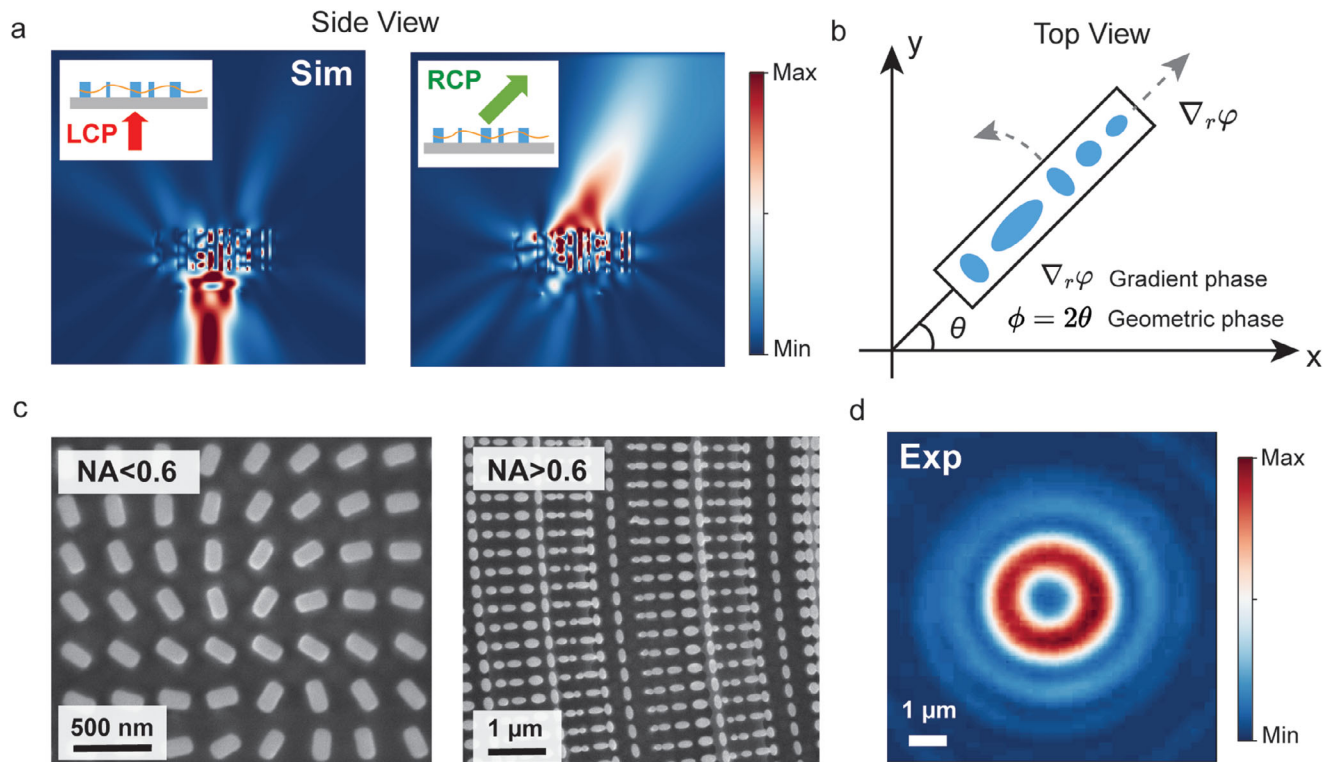 a
Side View
Sim
LCP
RCP
Max
Min
b
Top View
y
∇ᵣφ
∇ᵣφ Gradient phase
ϕ = 2θ Geometric phase
θ
x
c
NA<0.6
500 nm
NA>0.6
1 μm
d
Exp
1 μm
Max
Min